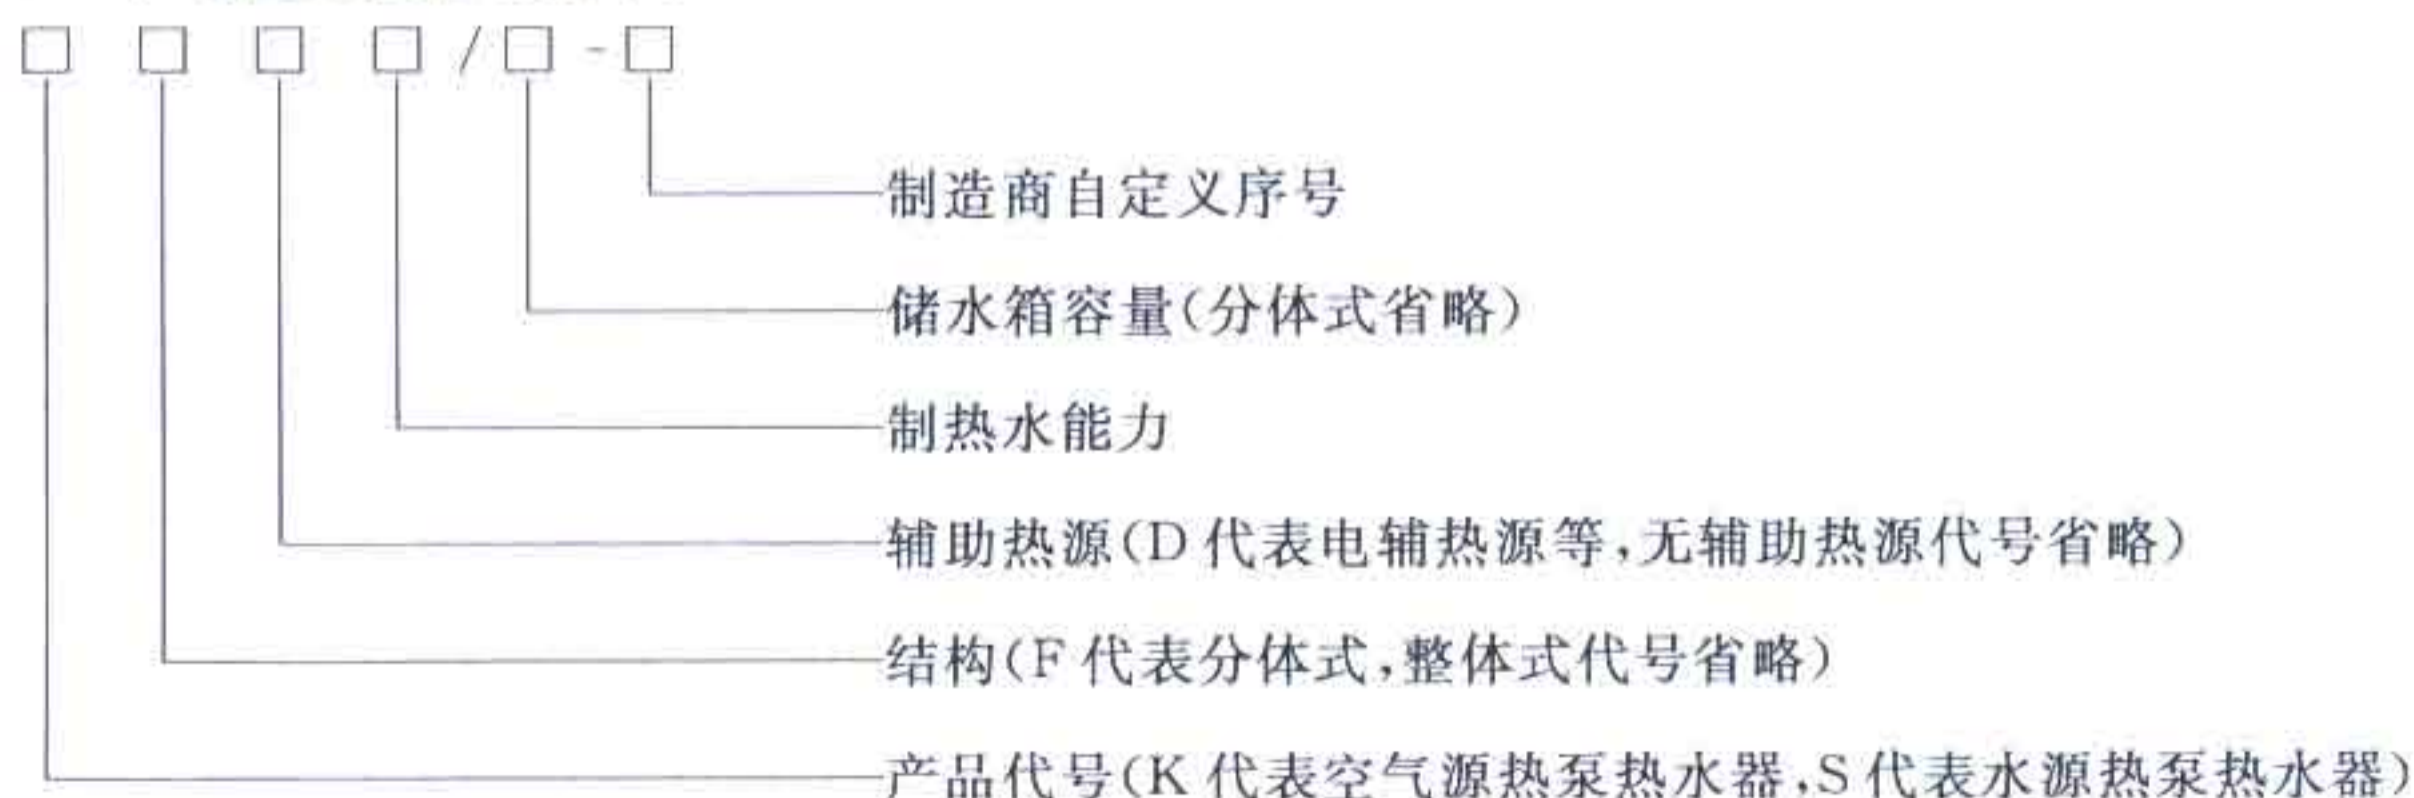 □ □ □ □ / □ - □
制造商自定义序号
储水箱容量(分体式省略)
制热水能力
辅助热源(D 代表电辅热源等,无辅助热源代号省略)
结构(F 代表分体式,整体式代号省略)
产品代号(K 代表空气源热泵热水器,S 代表水源热泵热水器)